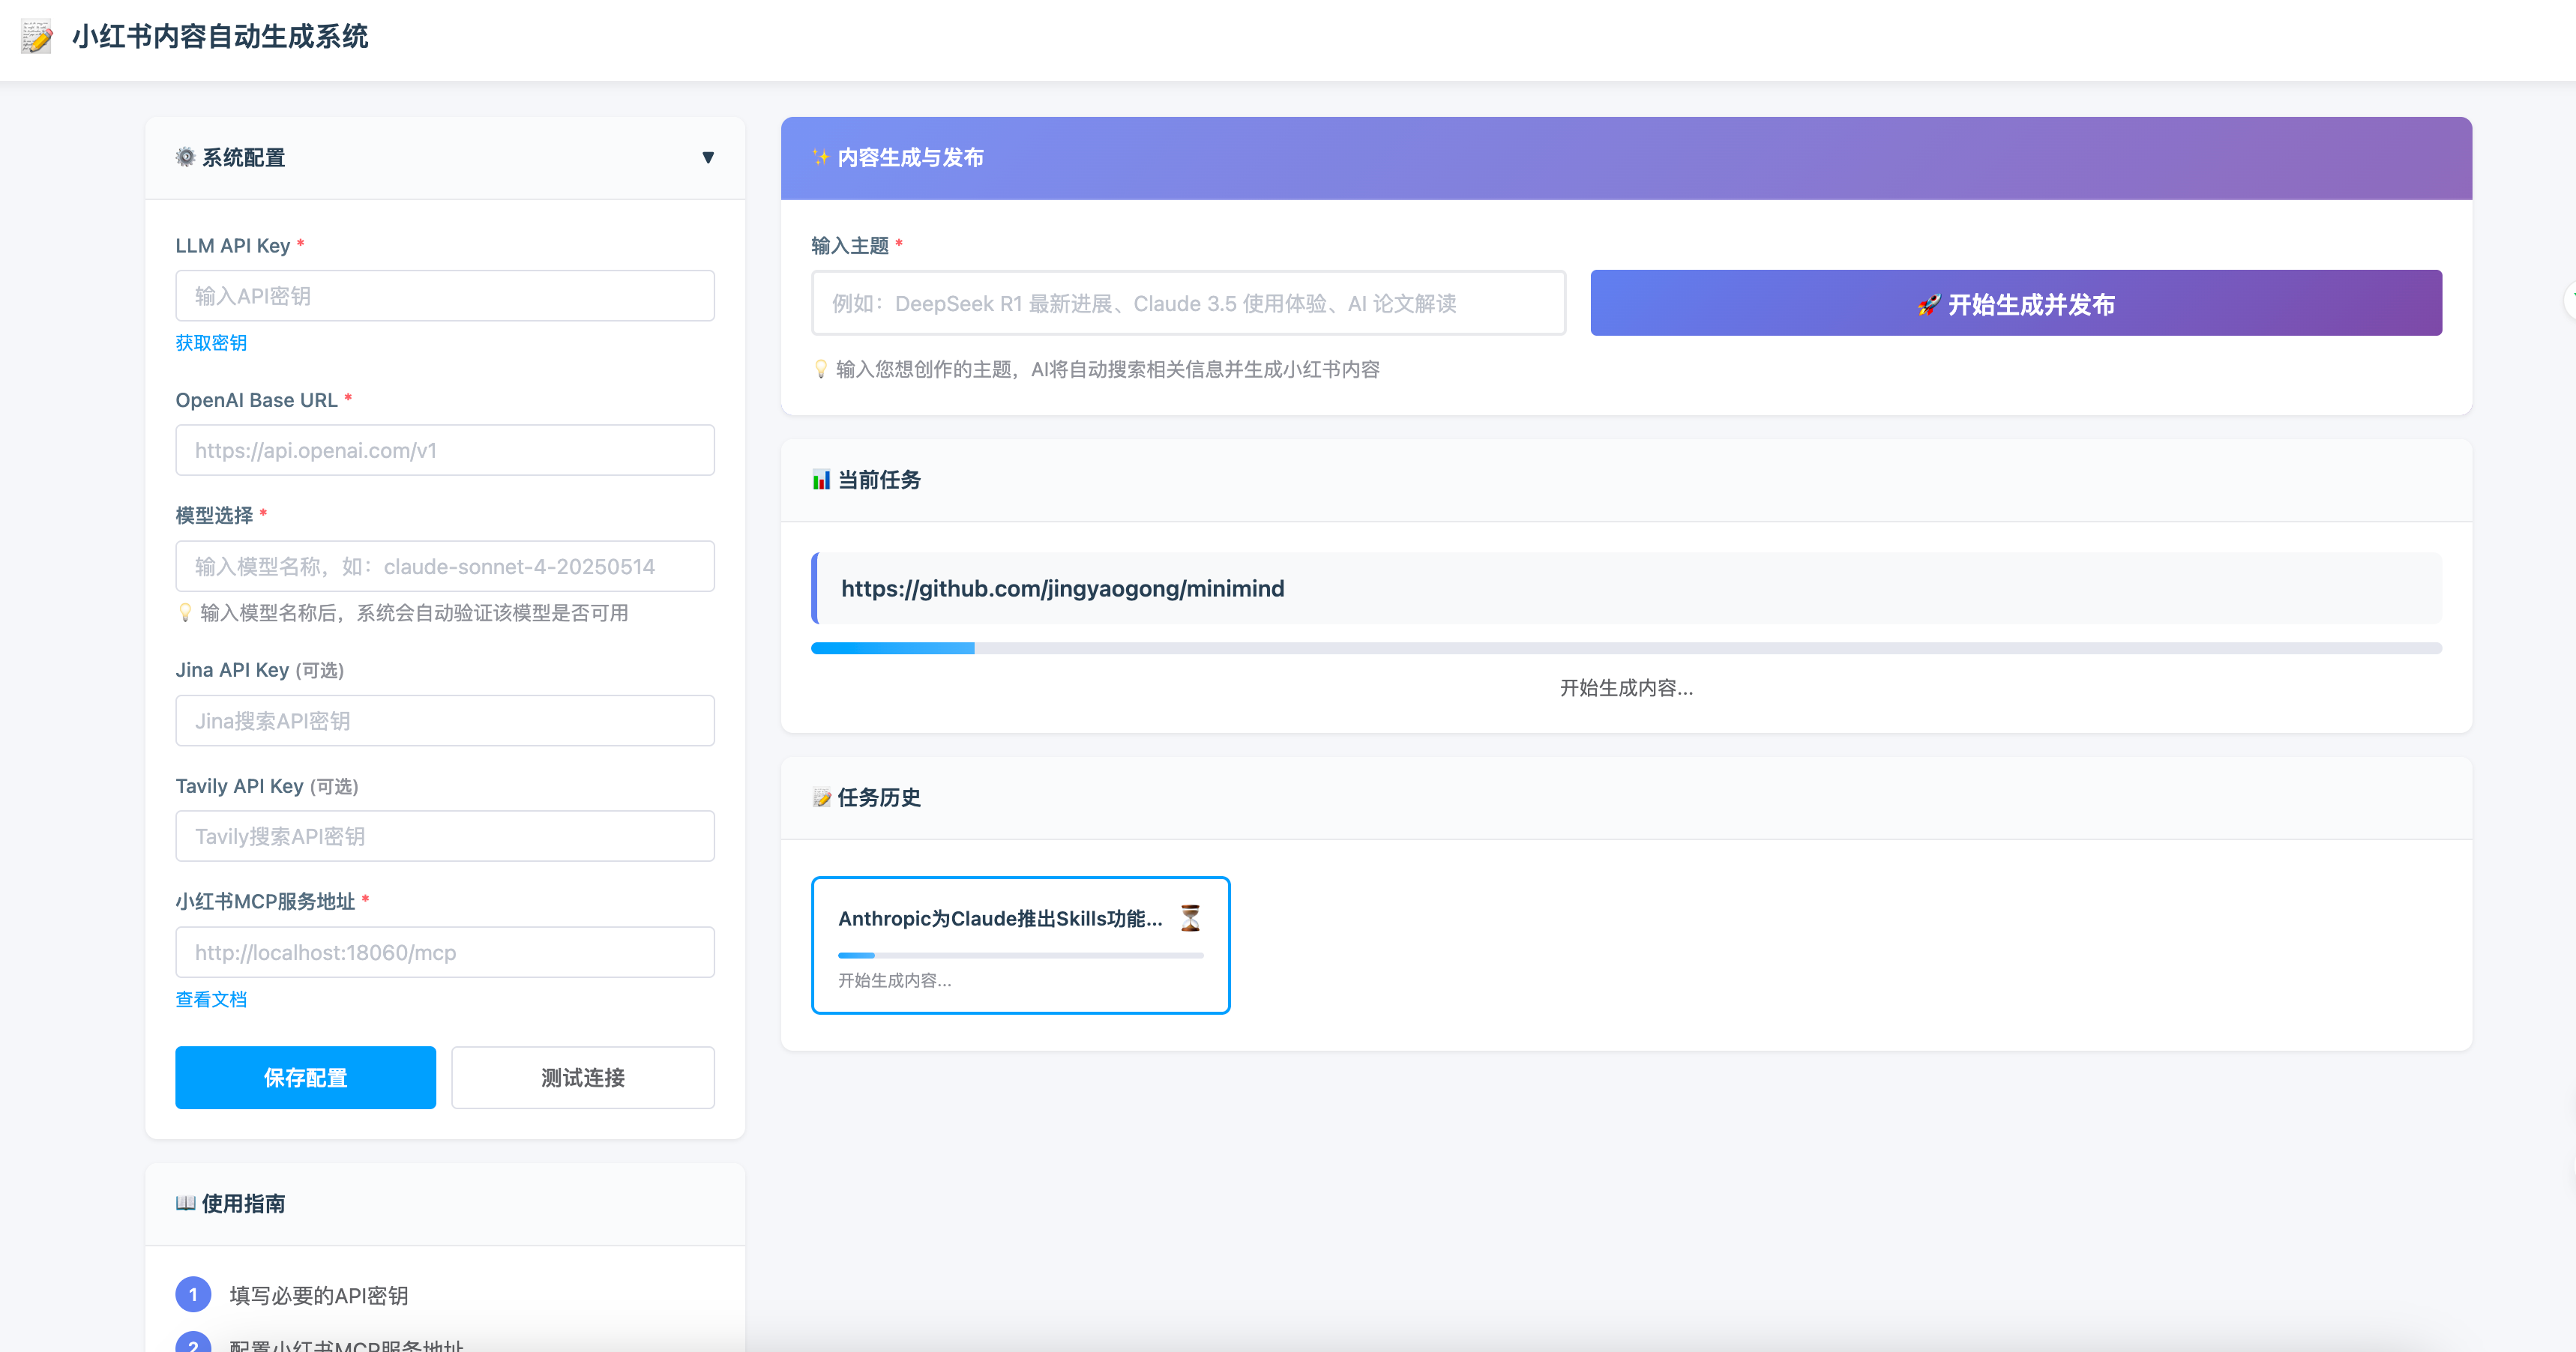 小红书内容自动生成系统
系统配置
▼
LLM API Key *
输入API密钥
获取密钥
OpenAI Base URL *
https://api.openai.com/v1
模型选择 *
输入模型名称，如：claude-sonnet-4-20250514
输入模型名称后，系统会自动验证该模型是否可用
Jina API Key (可选)
Jina搜索API密钥
Tavily API Key (可选)
Tavily搜索API密钥
小红书MCP服务地址 *
http://localhost:18060/mcp
查看文档
保存配置
测试连接
使用指南
1 填写必要的API密钥
2 配置小红书MCP服务地址
内容生成与发布
输入主题 *
例如：DeepSeek R1 最新进展、Claude 3.5 使用体验、AI 论文解读
开始生成并发布
输入您想创作的主题，AI将自动搜索相关信息并生成小红书内容
当前任务
https://github.com/jingyaogong/minimind
开始生成内容...
任务历史
Anthropic为Claude推出Skills功能...
开始生成内容...